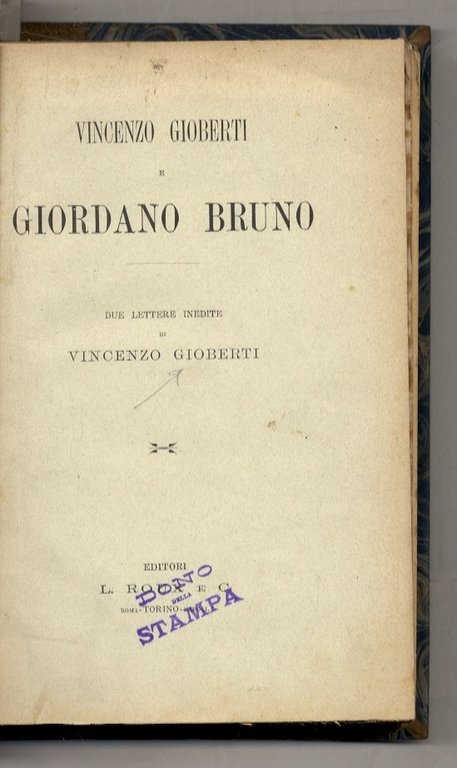 VINCENZO GIOBERTI
E
GIORDANO BRUNO
DUE LETTERE INEDITE
DI
VINCENZO GIOBERTI
EDITORI
L. ROUX E C.
ROMA-TORINO-
DONO
DELLA
STAMPA